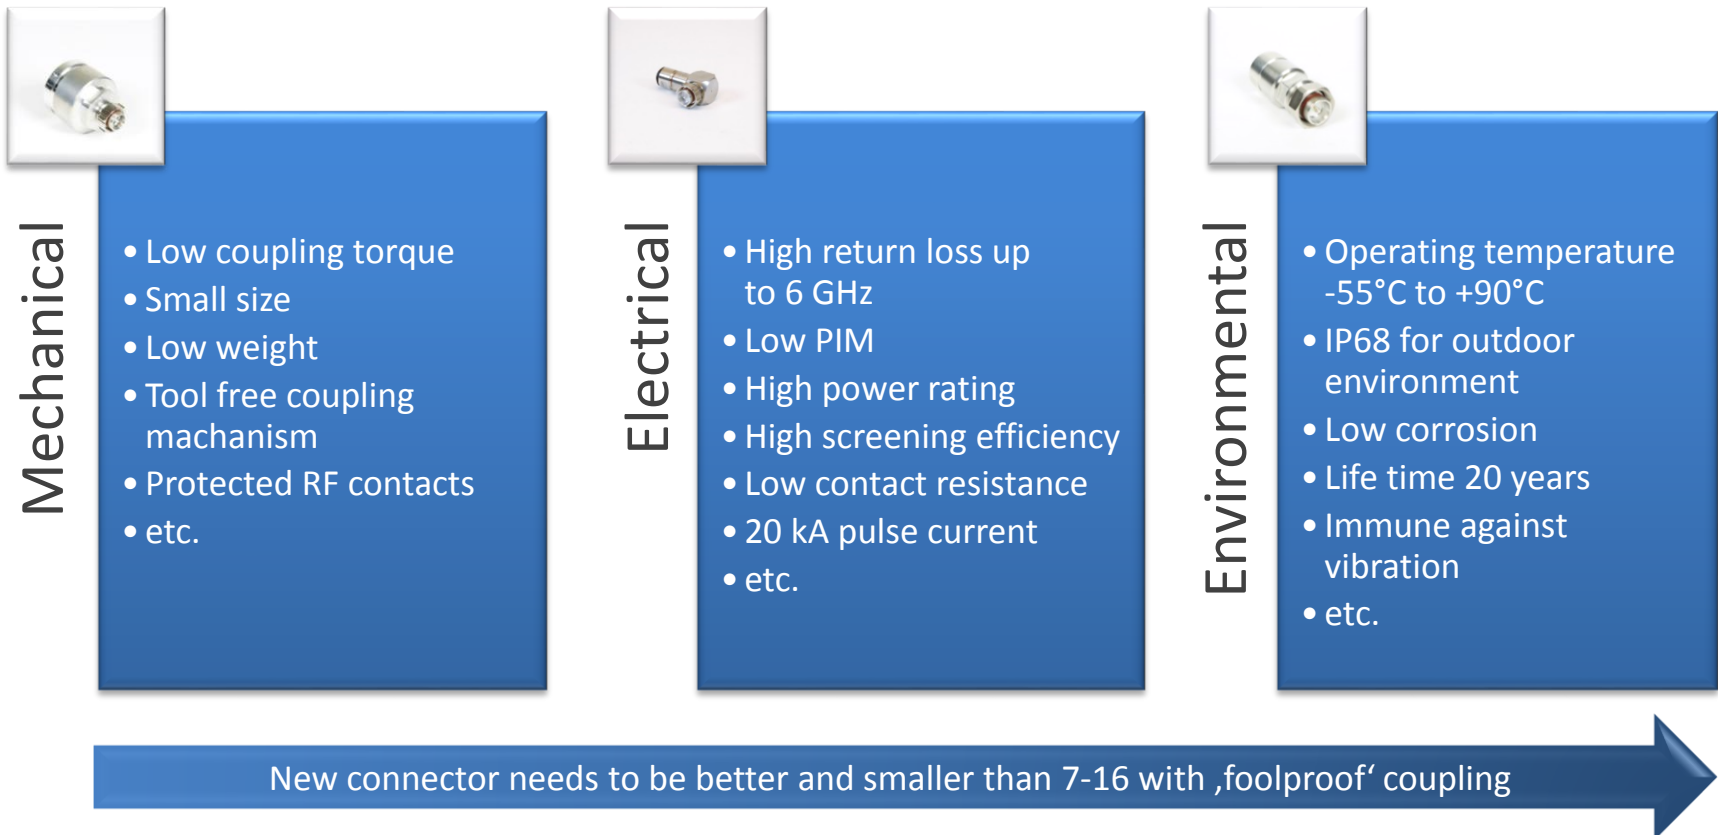 Mechanical
• Low coupling torque
• Small size
• Low weight
• Tool free coupling
machanism
• Protected RF contacts
• etc.
Electrical
• High return loss up
to 6 GHz
• Low PIM
• High power rating
• High screening efficiency
• Low contact resistance
• 20 kA pulse current
• etc.
Environmental
• Operating temperature
-55°C to +90°C
• IP68 for outdoor
environment
• Low corrosion
• Life time 20 years
• Immune against
vibration
• etc.
New connector needs to be better and smaller than 7-16 with ‚foolproof‘ coupling